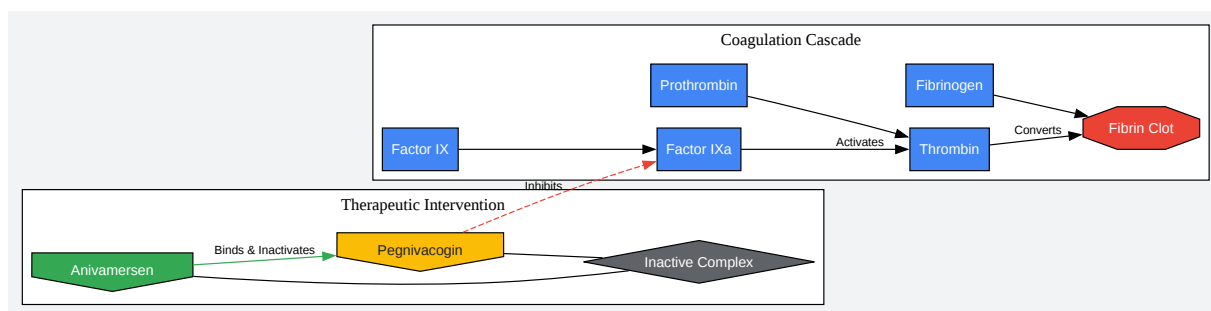 Coagulation Cascade
Prothrombin
Fibrinogen
Factor IX
Factor IXa
Activates
Thrombin
Converts
Fibrin Clot
Inhibits
Therapeutic Intervention
Anivamersen
Binds & Inactivates
Pegnivacogin
Inactive Complex